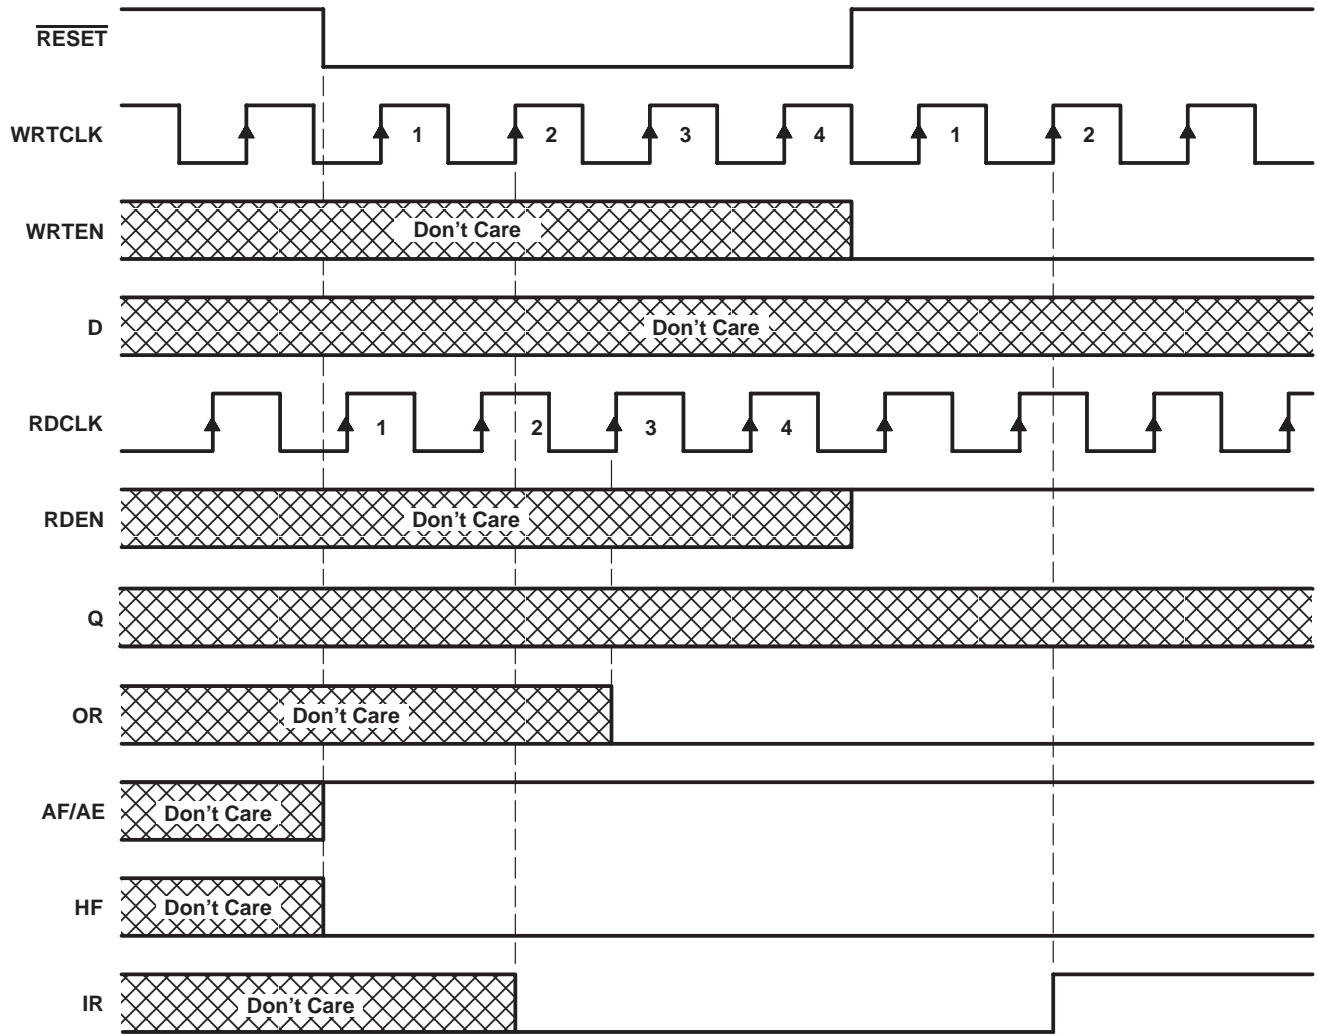 RESET
WRTCLK 1 2 3 4 1 2
WRTEN Don't Care
D Don't Care
RDCLK 1 2 3 4
RDEN Don't Care
Q
OR Don't Care
AF/AE Don't Care
HF Don't Care
IR Don't Care